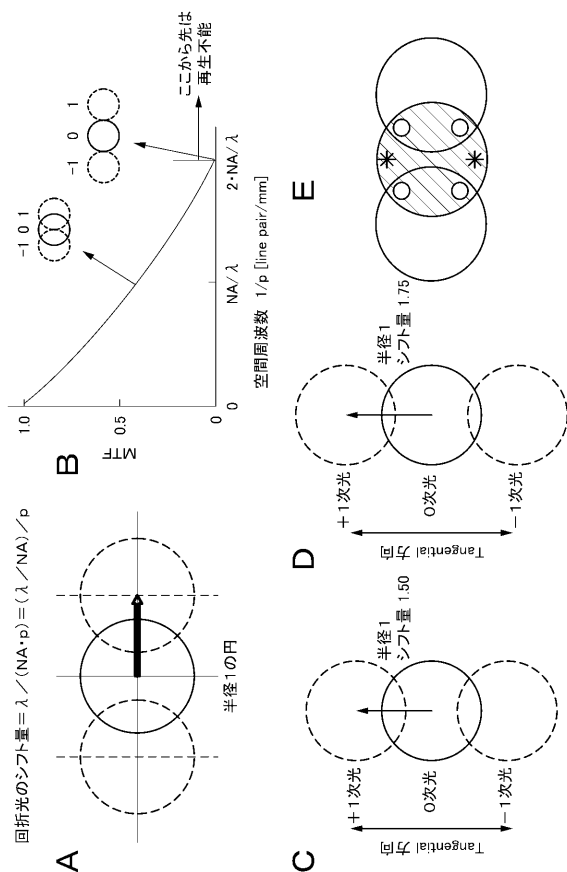 A
回折光のシフト量=λ/(NA・p)=(λ/NA)/p
半径1の円
B
MTF
1.0
0.5
0
0
NA/λ
2・NA/λ
空間周波数 1/p [line pair/mm]
-1 0 1
-1 0 1
ここから先は
再生不能
C
Tangential 方向
+1次光
0次光
-1次光
半径1
シフト量 1.50
D
Tangential 方向
+1次光
0次光
-1次光
半径1
シフト量 1.75
E